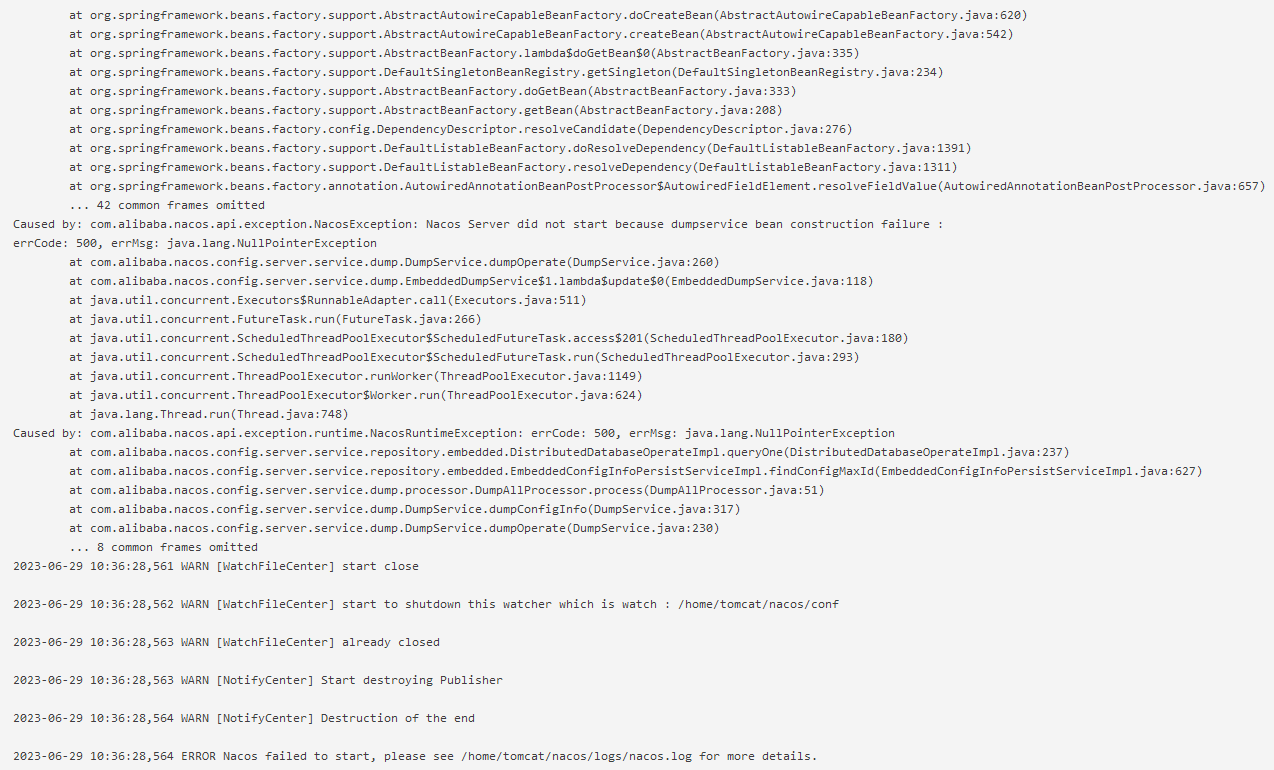 at org.springframework.beans.factory.support.AbstractAutowireCapableBeanFactory.doCreateBean(AbstractAutowireCapableBeanFactory.java:620)
at org.springframework.beans.factory.support.AbstractAutowireCapableBeanFactory.createBean(AbstractAutowireCapableBeanFactory.java:542)
at org.springframework.beans.factory.support.AbstractBeanFactory.lambda$doGetBean$0(AbstractBeanFactory.java:335)
at org.springframework.beans.factory.support.DefaultSingletonBeanRegistry.getSingleton(DefaultSingletonBeanRegistry.java:234)
at org.springframework.beans.factory.support.AbstractBeanFactory.doGetBean(AbstractBeanFactory.java:333)
at org.springframework.beans.factory.support.AbstractBeanFactory.getBean(AbstractBeanFactory.java:208)
at org.springframework.beans.factory.config.DependencyDescriptor.resolveCandidate(DependencyDescriptor.java:276)
at org.springframework.beans.factory.support.DefaultListableBeanFactory.doResolveDependency(DefaultListableBeanFactory.java:1391)
at org.springframework.beans.factory.support.DefaultListableBeanFactory.resolveDependency(DefaultListableBeanFactory.java:1311)
at org.springframework.beans.factory.annotation.AutowiredAnnotationBeanPostProcessor$AutowiredFieldElement.resolveFieldValue(AutowiredAnnotationBeanPostProcessor.java:657)
... 42 common frames omitted
Caused by: com.alibaba.nacos.api.exception.NacosException: Nacos Server did not start because dumpservice bean construction failure :
errCode: 500, errMsg: java.lang.NullPointerException
at com.alibaba.nacos.config.server.service.dump.DumpService.dumpOperate(DumpService.java:260)
at com.alibaba.nacos.config.server.service.dump.EmbeddedDumpService$1.lambda$update$0(EmbeddedDumpService.java:118)
at java.util.concurrent.Executors$RunnableAdapter.call(Executors.java:511)
at java.util.concurrent.FutureTask.run(FutureTask.java:266)
at java.util.concurrent.ScheduledThreadPoolExecutor$ScheduledFutureTask.access$201(ScheduledThreadPoolExecutor.java:180)
at java.util.concurrent.ScheduledThreadPoolExecutor$ScheduledFutureTask.run(ScheduledThreadPoolExecutor.java:293)
at java.util.concurrent.ThreadPoolExecutor.runWorker(ThreadPoolExecutor.java:1149)
at java.util.concurrent.ThreadPoolExecutor$Worker.run(ThreadPoolExecutor.java:624)
at java.lang.Thread.run(Thread.java:748)
Caused by: com.alibaba.nacos.api.exception.runtime.NacosRuntimeException: errCode: 500, errMsg: java.lang.NullPointerException
at com.alibaba.nacos.config.server.service.repository.embedded.DistributedDatabaseOperateImpl.queryOne(DistributedDatabaseOperateImpl.java:237)
at com.alibaba.nacos.config.server.service.repository.embedded.EmbeddedConfigInfoPersistServiceImpl.findConfigMaxId(EmbeddedConfigInfoPersistServiceImpl.java:627)
at com.alibaba.nacos.config.server.service.dump.processor.DumpAllProcessor.process(DumpAllProcessor.java:51)
at com.alibaba.nacos.config.server.service.dump.DumpService.dumpConfigInfo(DumpService.java:317)
at com.alibaba.nacos.config.server.service.dump.DumpService.dumpOperate(DumpService.java:230)
... 8 common frames omitted
2023-06-29 10:36:28,561 WARN [WatchFileCenter] start close
2023-06-29 10:36:28,562 WARN [WatchFileCenter] start to shutdown this watcher which is watch : /home/tomcat/nacos/conf
2023-06-29 10:36:28,563 WARN [WatchFileCenter] already closed
2023-06-29 10:36:28,563 WARN [NotifyCenter] Start destroying Publisher
2023-06-29 10:36:28,564 WARN [NotifyCenter] Destruction of the end
2023-06-29 10:36:28,564 ERROR Nacos failed to start, please see /home/tomcat/nacos/logs/nacos.log for more details.